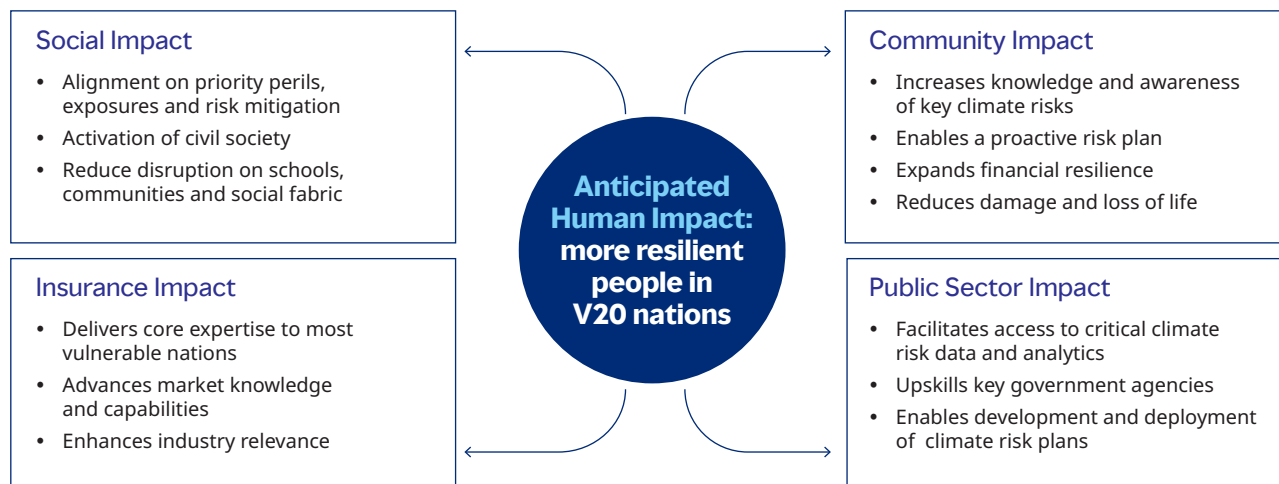 Social Impact
• Alignment on priority perils,
exposures and risk mitigation
• Activation of civil society
• Reduce disruption on schools,
communities and social fabric
Community Impact
• Increases knowledge and awareness
of key climate risks
• Enables a proactive risk plan
• Expands financial resilience
• Reduces damage and loss of life
Anticipated
Human Impact:
more resilient
people in
V20 nations
Insurance Impact
• Delivers core expertise to most
vulnerable nations
• Advances market knowledge
and capabilities
• Enhances industry relevance
Public Sector Impact
• Facilitates access to critical climate
risk data and analytics
• Upskills key government agencies
• Enables development and deployment
of climate risk plans